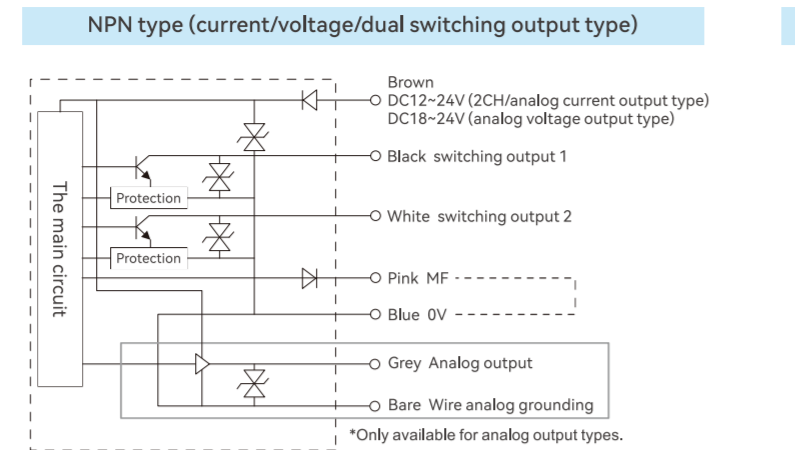 NPN type (current/voltage/dual switching output type)
Brown
DC12~24V (2CH/analog current output type)
DC18~24V (analog voltage output type)
Black switching output 1
Protection
White switching output 2
Protection
The main circuit
Pink MF
Blue 0V
Grey Analog output
Bare Wire analog grounding
*Only available for analog output types.